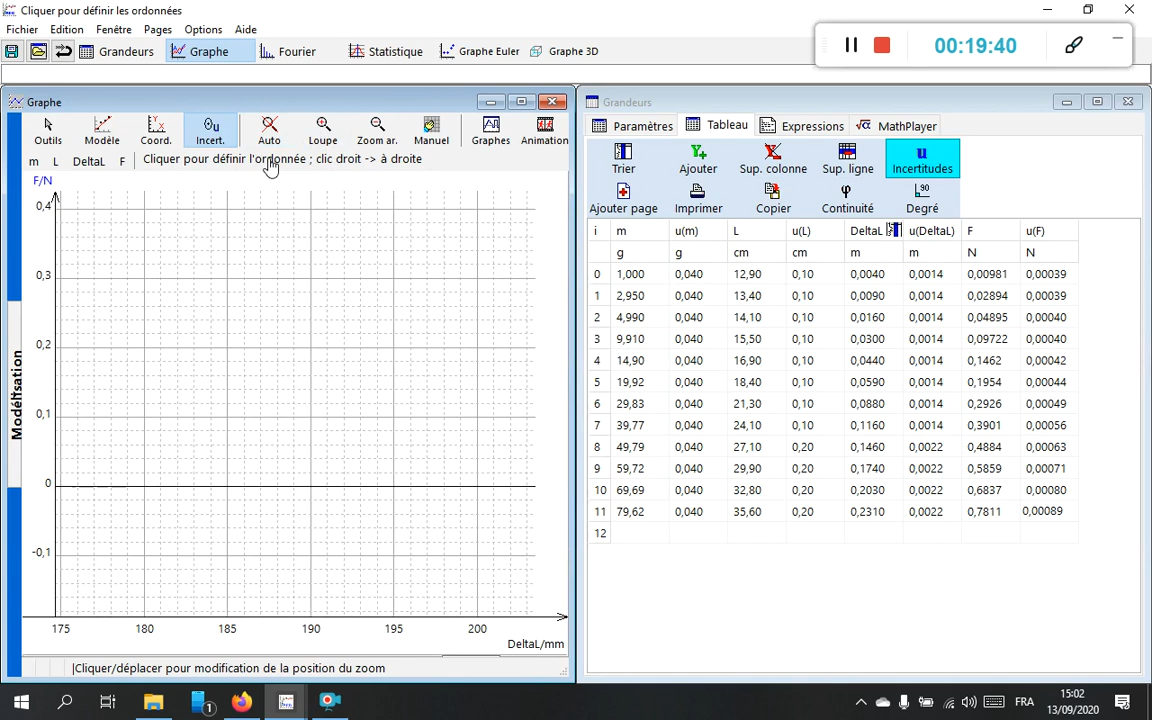 Cliquer pour définir les ordonnées
Fichier Edition Fenêtre Pages Options Aide
Grandeurs Graphe Fourier Statistique Graphe Euler Graphe 3D
00:19:40
Graphe
Outils Modèle Coord. Incert. Auto Loupe Zoom ar. Manuel Graphes Animation
m L DeltaL F Cliquer pour définir l'ordonnée ; clic droit -> à droite
F/N
0,4
0,3
0,2
0,1
0
-0,1
175 180 185 190 195 200
DeltaL/mm
Modélisation
|Cliquer/déplacer pour modification de la position du zoom
Grandeurs
Paramètres Tableau Expressions MathPlayer
Trier Ajouter Sup. colonne Sup. ligne Incertitudes
Ajouter page Imprimer Copier Continuité Degré
i m u(m) L u(L) DeltaL u(DeltaL) F u(F)
g g cm cm m m N N
0 1,000 0,040 12,90 0,10 0,0040 0,0014 0,00981 0,00039
1 2,950 0,040 13,40 0,10 0,0090 0,0014 0,02894 0,00039
2 4,990 0,040 14,10 0,10 0,0160 0,0014 0,04895 0,00040
3 9,910 0,040 15,50 0,10 0,0300 0,0014 0,09722 0,00040
4 14,90 0,040 16,90 0,10 0,0440 0,0014 0,1462 0,00042
5 19,92 0,040 18,40 0,10 0,0590 0,0014 0,1954 0,00044
6 29,83 0,040 21,30 0,10 0,0880 0,0014 0,2926 0,00049
7 39,77 0,040 24,10 0,10 0,1160 0,0014 0,3901 0,00056
8 49,79 0,040 27,10 0,20 0,1460 0,0022 0,4884 0,00063
9 59,72 0,040 29,90 0,20 0,1740 0,0022 0,5859 0,00071
10 69,69 0,040 32,80 0,20 0,2030 0,0022 0,6837 0,00080
11 79,62 0,040 35,60 0,20 0,2310 0,0022 0,7811 0,00089
12
1 FRA 15:02
13/09/2020